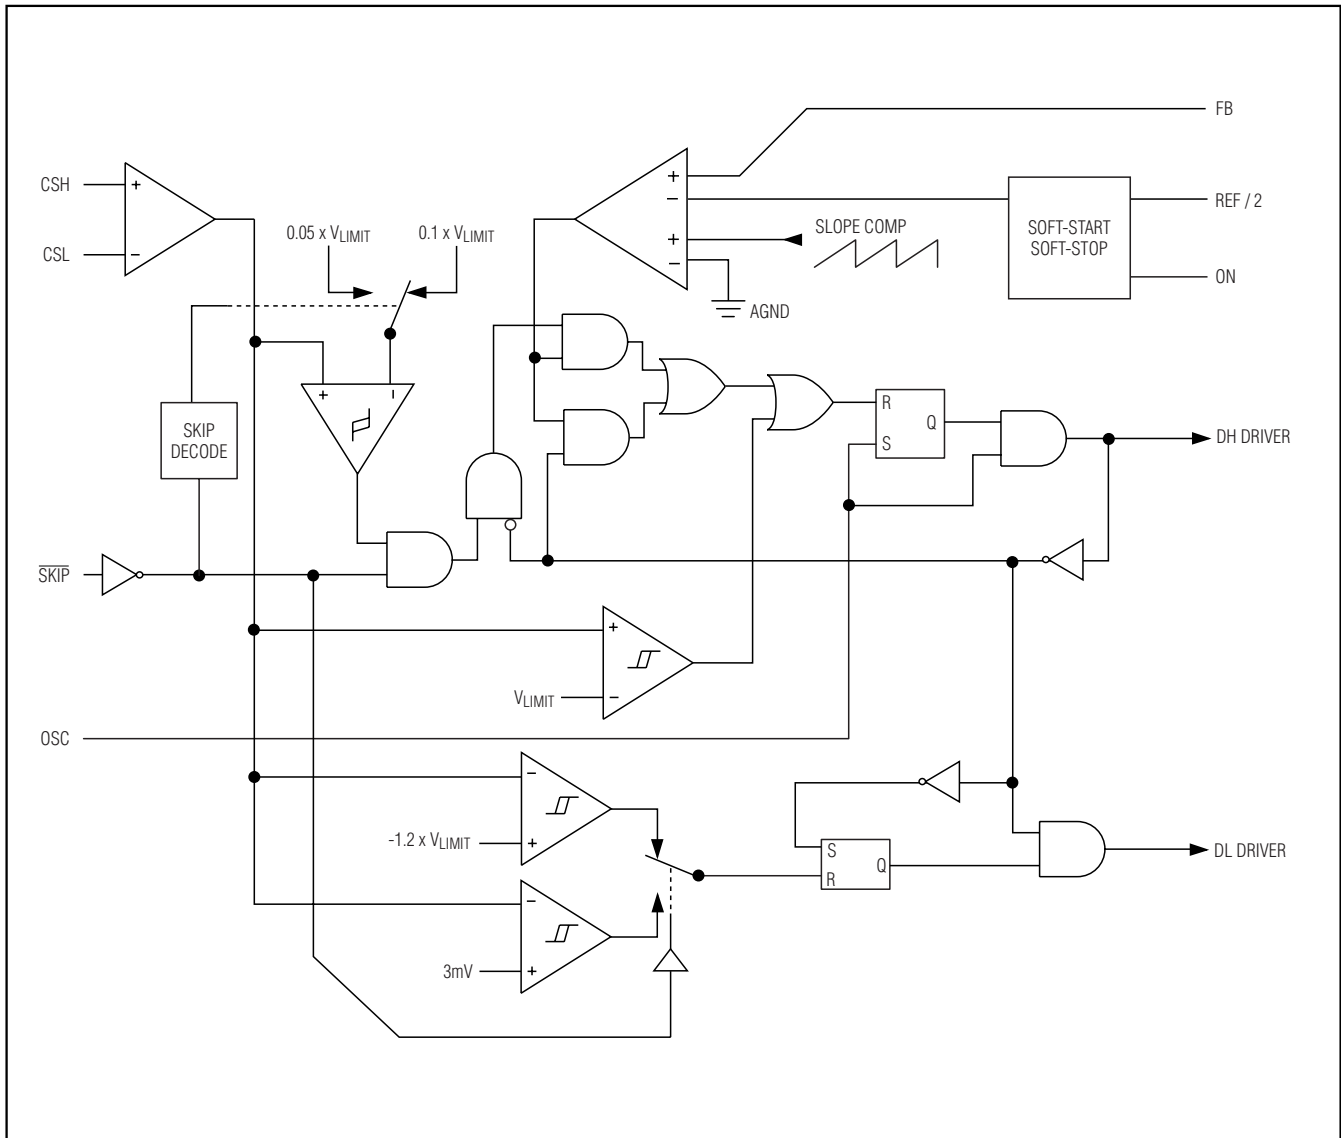 FB
CSH
+
+
−
REF / 2
SOFT-START
SOFT-STOP
0.05 x VLIMIT
0.1 x VLIMIT
SLOPE COMP
+
CSL
−
−
ON
AGND
+
−
R
Q
S
DH DRIVER
SKIP
DECODE
SKIP
+
VLIMIT
−
OSC
−
-1.2 x VLIMIT
+
S
Q
R
DL DRIVER
−
3mV
+